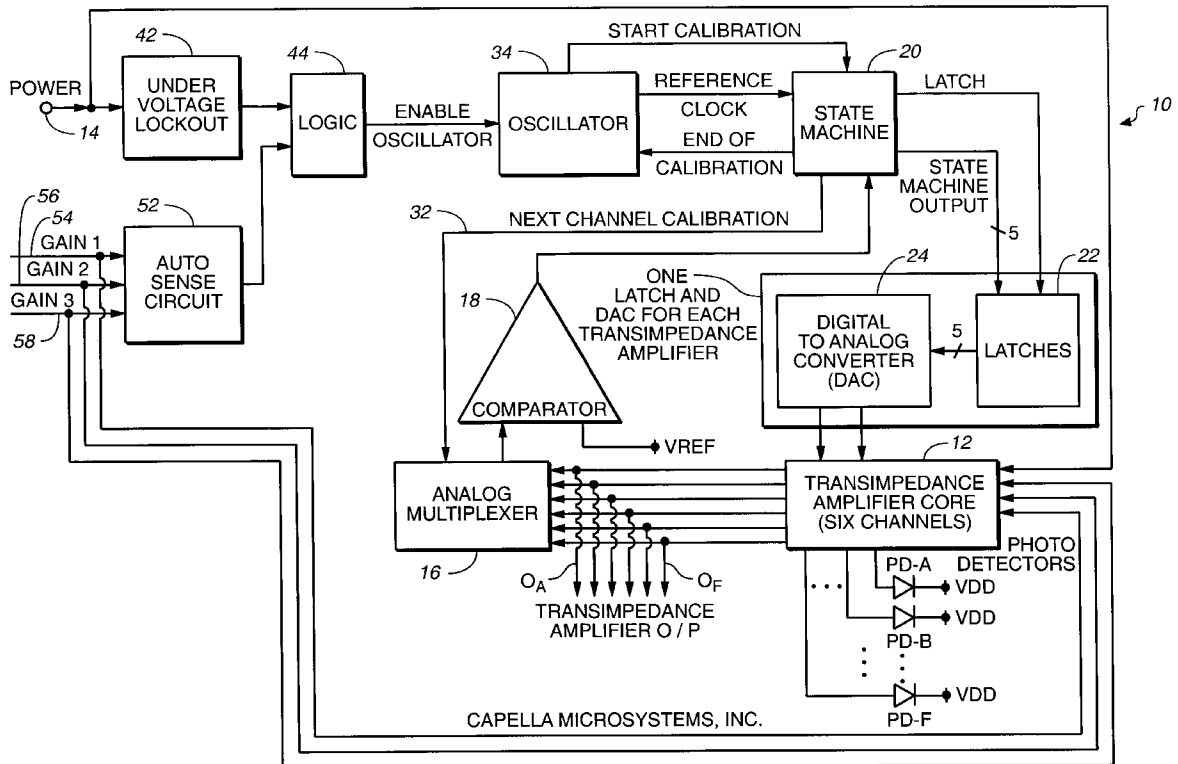 42
44
34
START CALIBRATION
20
LATCH
POWER
14
UNDER
VOLTAGE
LOCKOUT
LOGIC
ENABLE
OSCILLATOR
OSCILLATOR
REFERENCE
CLOCK
END OF
CALIBRATION
STATE
MACHINE
10
STATE
MACHINE
OUTPUT
5
56
54
GAIN 1
GAIN 2
GAIN 3
58
52
AUTO
SENSE
CIRCUIT
32
NEXT CHANNEL CALIBRATION
18
COMPARATOR
VREF
ONE
LATCH AND
DAC FOR EACH
TRANSIMPEDANCE
AMPLIFIER
24
DIGITAL
TO ANALOG
CONVERTER
(DAC)
5
22
LATCHES
12
ANALOG
MULTIPLEXER
16
TRANSIMPEDANCE
AMPLIFIER CORE
(SIX CHANNELS)
OA
OF
TRANSIMPEDANCE
AMPLIFIER O / P
PHOTO
DETECTORS
PD-A
VDD
VDD
PD-B
VDD
PD-F
CAPELLA MICROSYSTEMS, INC.